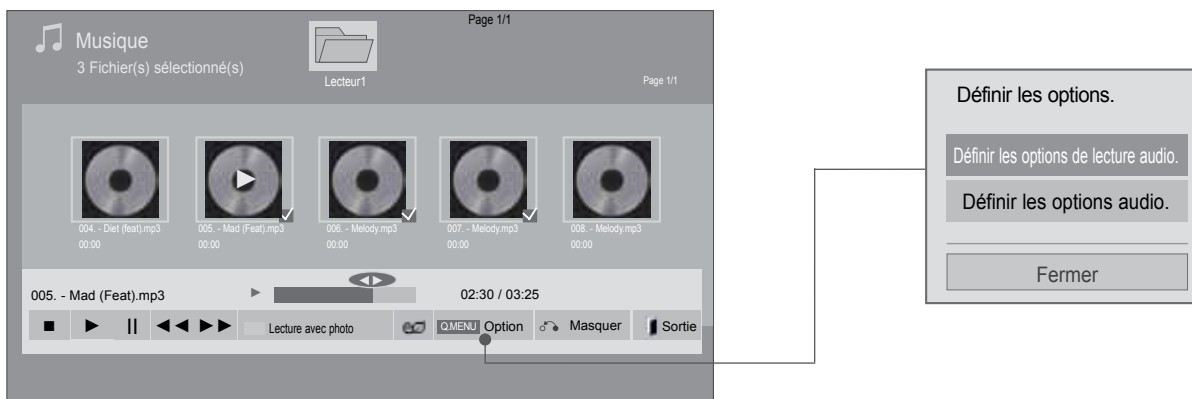 Page 1/1
Musique
3 Fichier(s) sélectionné(s)
Lecteur1
Page 1/1
004. - Diet (feat).mp3
00:00
005. - Mad (Feat).mp3
00:00
006. - Melody.mp3
00:00
007. - Melody.mp3
00:00
008. - Melody.mp3
00:00
005. - Mad (Feat).mp3
02:30 / 03:25
Lecture avec photo
Q.MENU Option
Masquer
Sortie
Définir les options.
Définir les options de lecture audio.
Définir les options audio.
Fermer